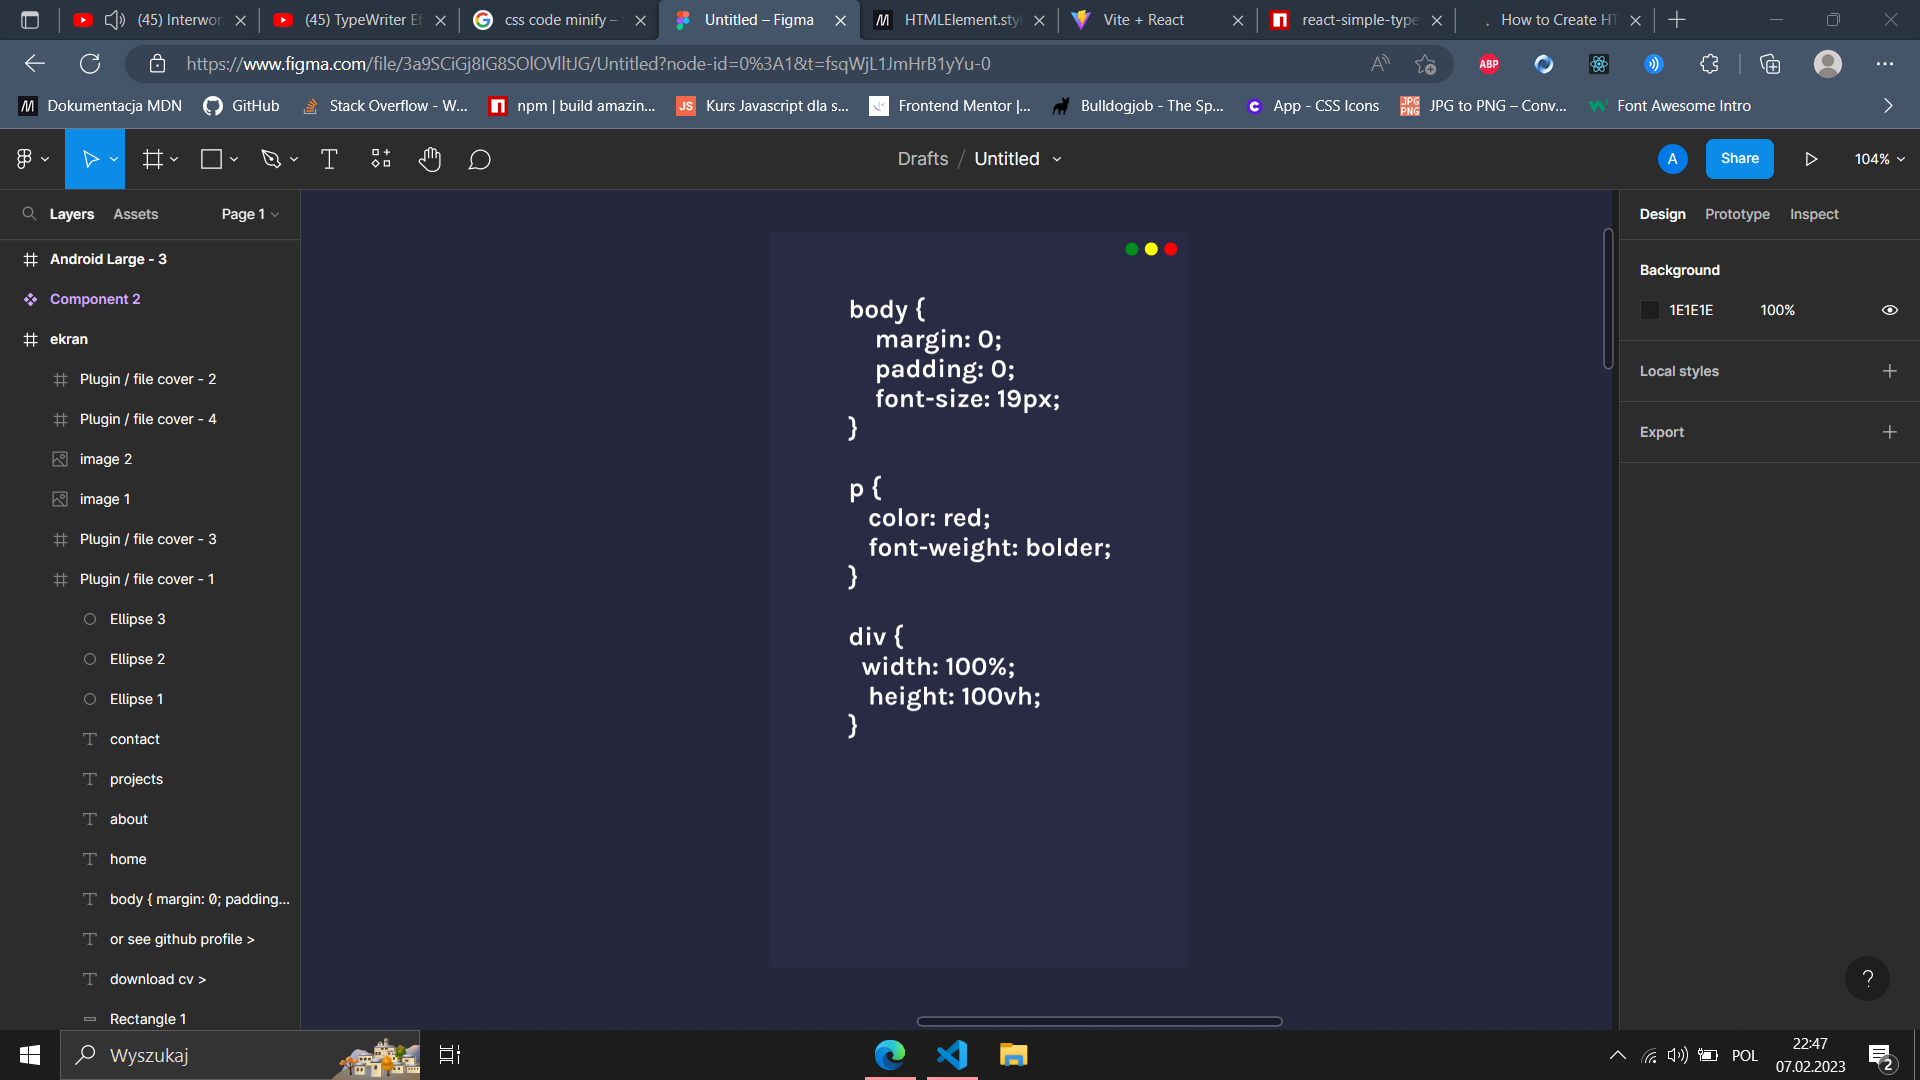 (45) Interwor
(45) TypeWriter Ef
css code minify –
Untitled – Figma
HTMLElement.styl
Vite + React
react-simple-type
How to Create HT
https://www.figma.com/file/3a9SCiGj8IG8SOlOVlltJG/Untitled?node-id=0%3A1&t=fsqWjL1JmHrB1yYu-0
ABP
Dokumentacja MDN
GitHub
Stack Overflow - W...
npm | build amazin...
JS
Kurs Javascript dla s...
Frontend Mentor |...
Bulldogjob - The Sp...
App - CSS Icons
JPG PNG
JPG to PNG – Conv...
Font Awesome Intro
Drafts / Untitled
A
Share
104%
Layers
Assets
Page 1
Design
Prototype
Inspect
Android Large - 3
Component 2
ekran
Plugin / file cover - 2
Plugin / file cover - 4
image 2
image 1
Plugin / file cover - 3
Plugin / file cover - 1
Ellipse 3
Ellipse 2
Ellipse 1
contact
projects
about
home
body { margin: 0; padding...
or see github profile >
download cv >
Rectangle 1
body {
margin: 0;
padding: 0;
font-size: 19px;
}
p {
color: red;
font-weight: bolder;
}
div {
width: 100%;
height: 100vh;
}
Background
1E1E1E
100%
Local styles
Export
?
Wyszukaj
POL
22:47
07.02.2023
2